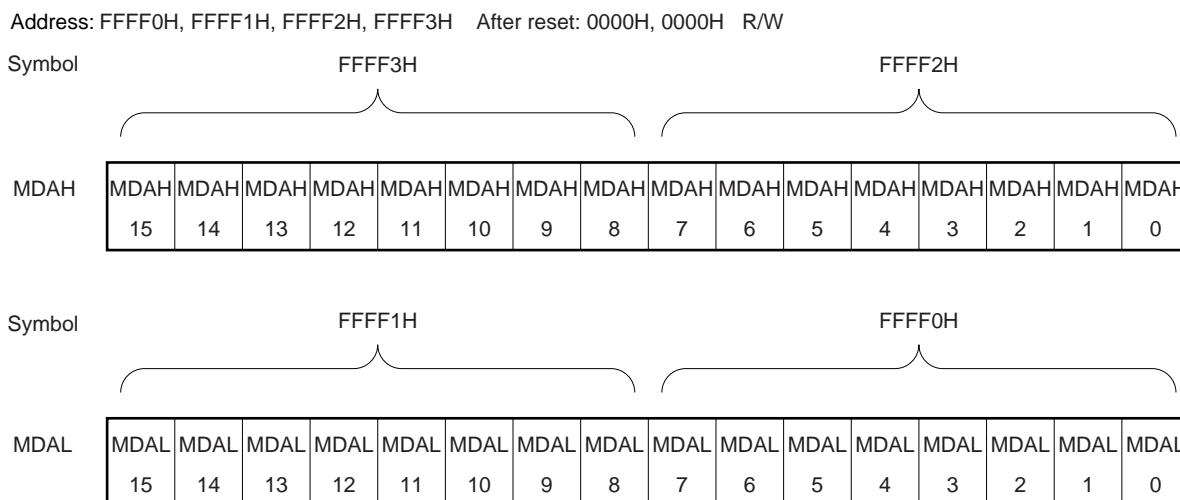 Address: FFFF0H, FFFF1H, FFFF2H, FFFF3H After reset: 0000H, 0000H R/W
Symbol FFFF3H FFFF2H
MDAH MDAH MDAH MDAH MDAH MDAH MDAH MDAH MDAH MDAH MDAH MDAH MDAH MDAH MDAH MDAH MDAH
15 14 13 12 11 10 9 8 7 6 5 4 3 2 1 0
Symbol FFFF1H FFFF0H
MDAL MDAL MDAL MDAL MDAL MDAL MDAL MDAL MDAL MDAL MDAL MDAL MDAL MDAL MDAL MDAL MDAL
15 14 13 12 11 10 9 8 7 6 5 4 3 2 1 0